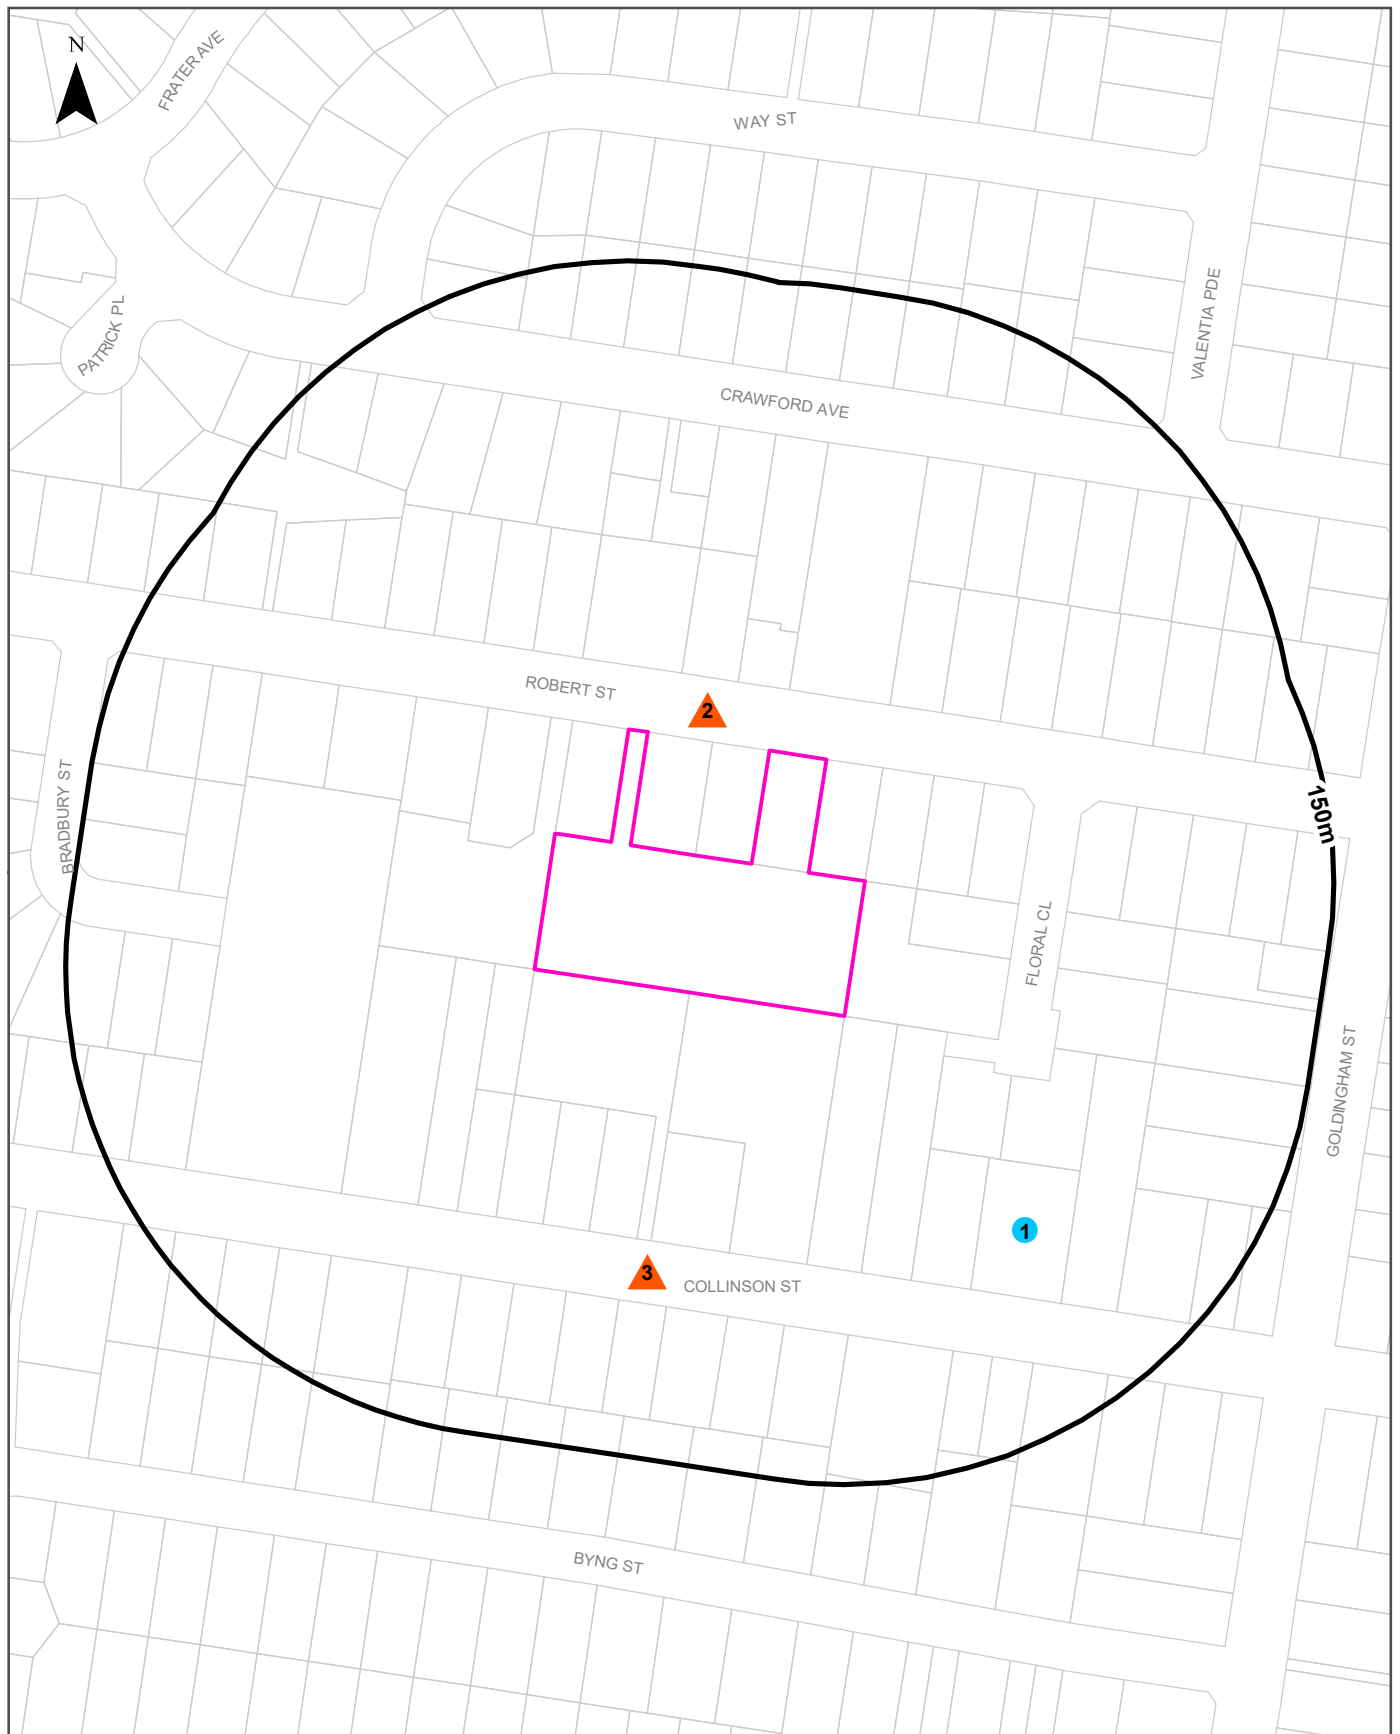 N
FRATER AVE
WAY ST
VALENTIA PDE
PATRICK PL
CRAWFORD AVE
ROBERT ST
2
BRADBURY ST
150m
FLORAL CL
GOLDINGHAM ST
1
3
COLLINSON ST
BYNG ST